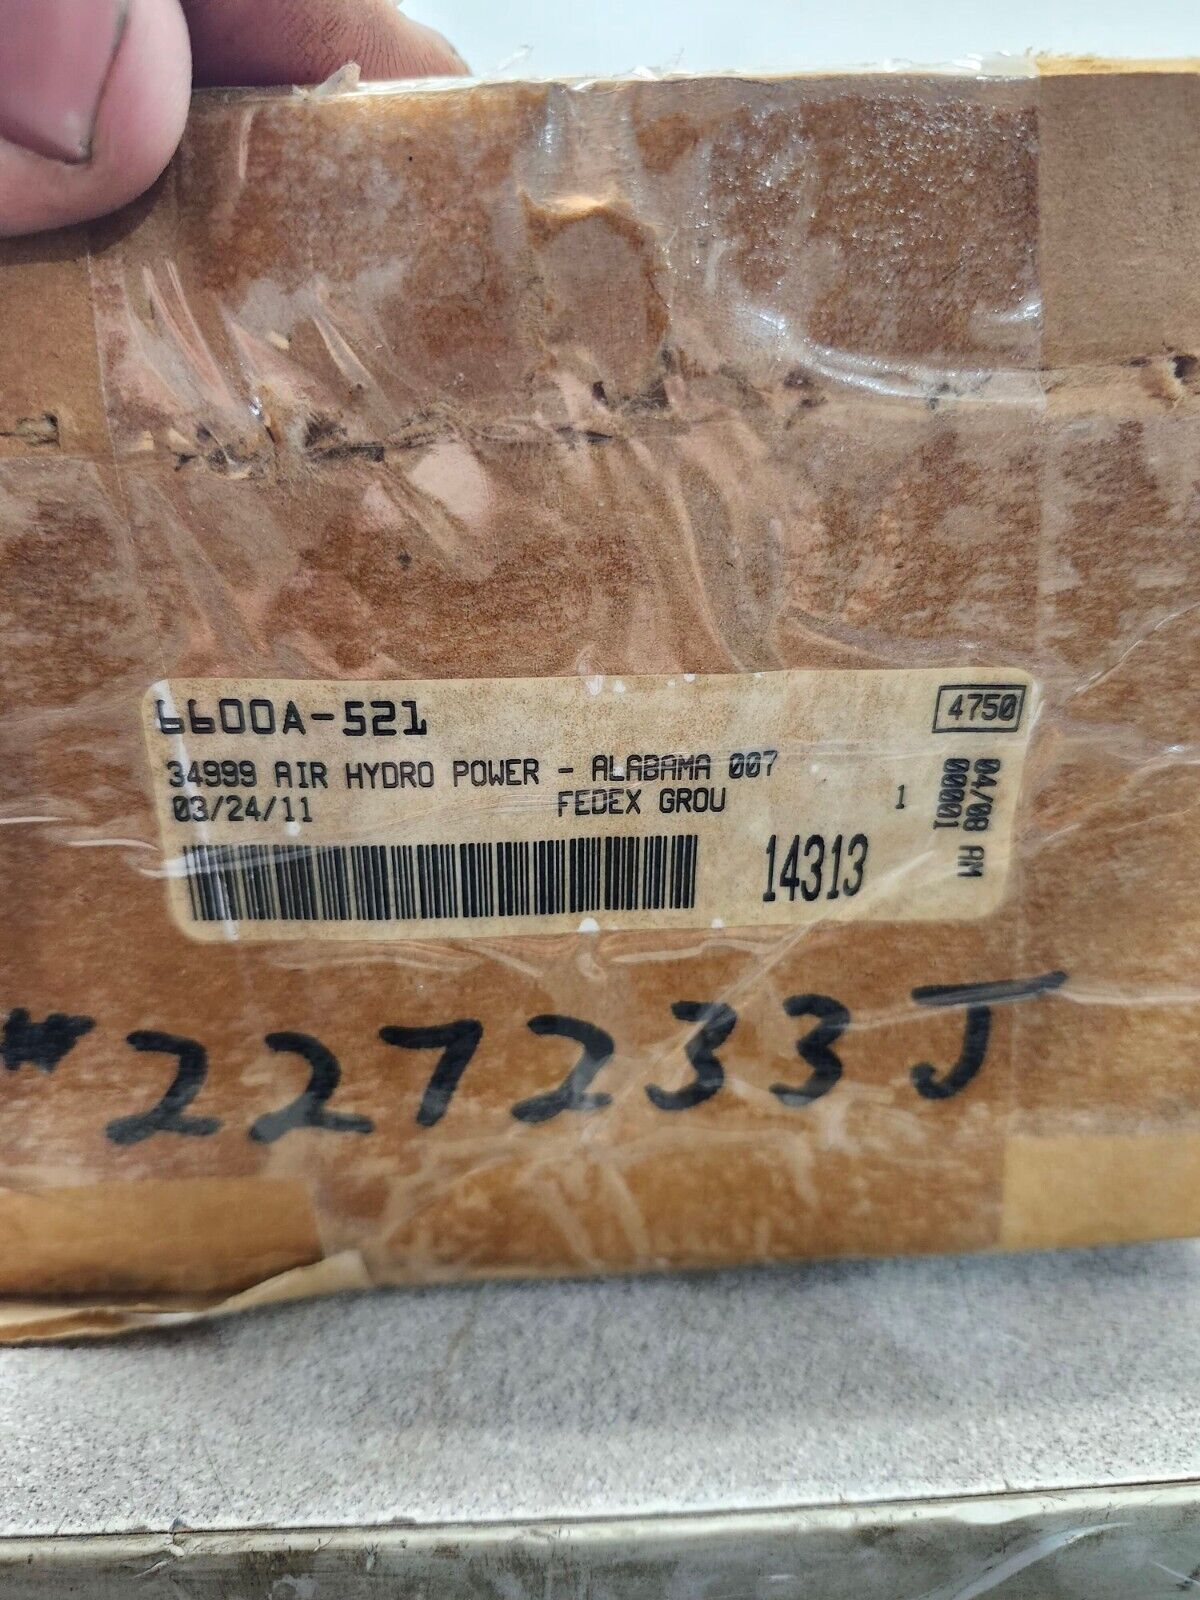 6600A-521
4750
34999 AIR HYDRO POWER - ALABAMA 007
03/24/11 FEDEX GROU 1
14313
04/08 AM
00001
#227233J